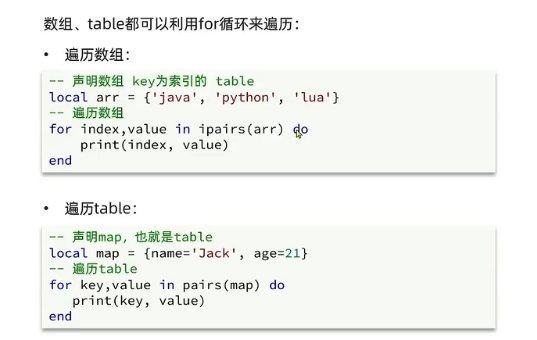 数组、table都可以利用for循环来遍历：
• 遍历数组：
-- 声明数组 key为索引的 table
local arr = {'java', 'python', 'lua'}
-- 遍历数组
for index,value in ipairs(arr) do
    print(index, value)
end
• 遍历table：
-- 声明map，也就是table
local map = {name='Jack', age=21}
-- 遍历table
for key,value in pairs(map) do
   print(key, value)
end